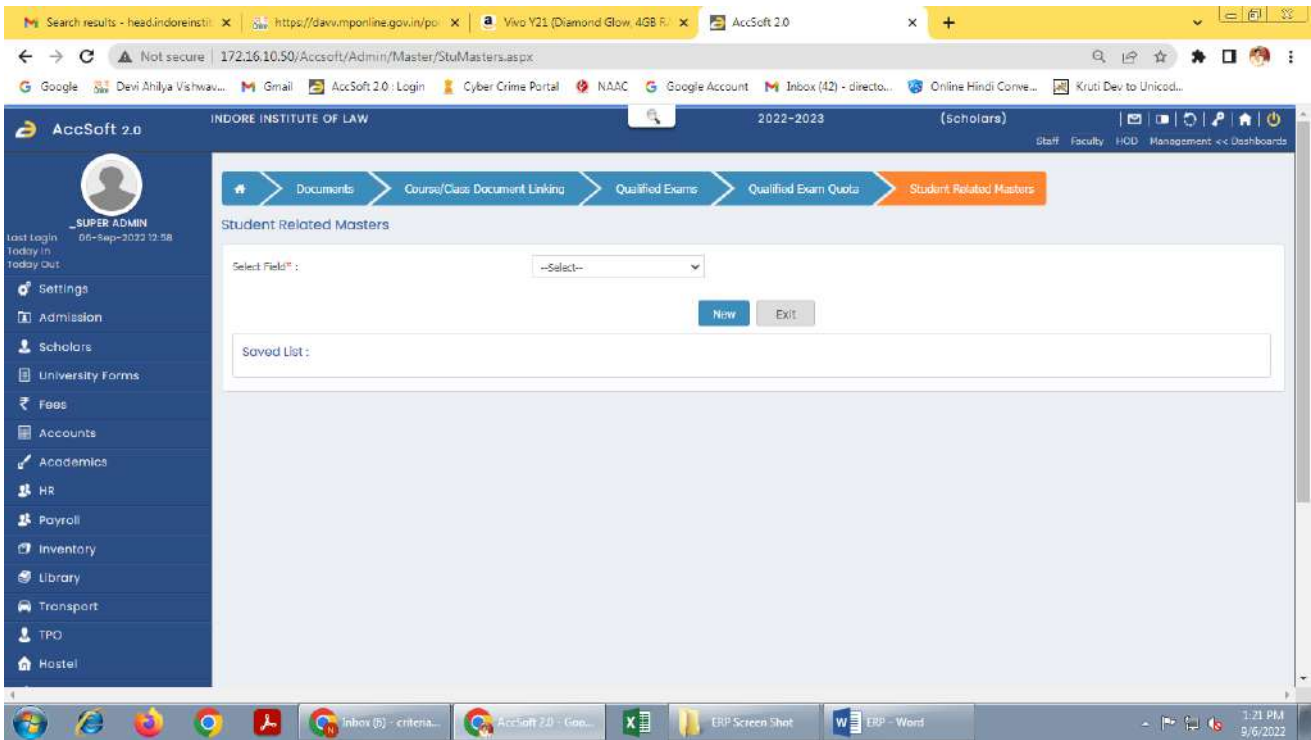 Search results - head.indoreinstit
https://davv.mponline.gov.in/po
Vivo Y21 (Diamond Glow, 4GB RA
AccSoft 2.0
Not secure | 172.16.10.50/Accsoft/Admin/Master/StuMasters.aspx
Google
Devi Ahilya Vishwav...
Gmail
AccSoft 2.0 : Login
Cyber Crime Portal
NAAC
Google Account
Inbox (42) - directo...
Online Hindi Conve...
Kruti Dev to Unicod...
AccSoft 2.0
INDORE INSTITUTE OF LAW
2022-2023
(Scholars)
Staff Faculty HOD Management << Dashboards
_SUPER ADMIN
Last Login 06-Sep-2022 12:58
Today In
Today Out
Documents
Course/Class Document Linking
Qualified Exams
Qualified Exam Quota
Student Related Masters
Student Related Masters
Select Field* :
--Select--
New
Exit
Saved List :
Settings
Admission
Scholars
University Forms
Fees
Accounts
Academics
HR
Payroll
Inventory
Library
Transport
TPO
Hostel
Inbox (6) - criteria...
AccSoft 2.0 - Goo...
ERP Screen Shot
ERP - Word
1:21 PM
9/6/2022